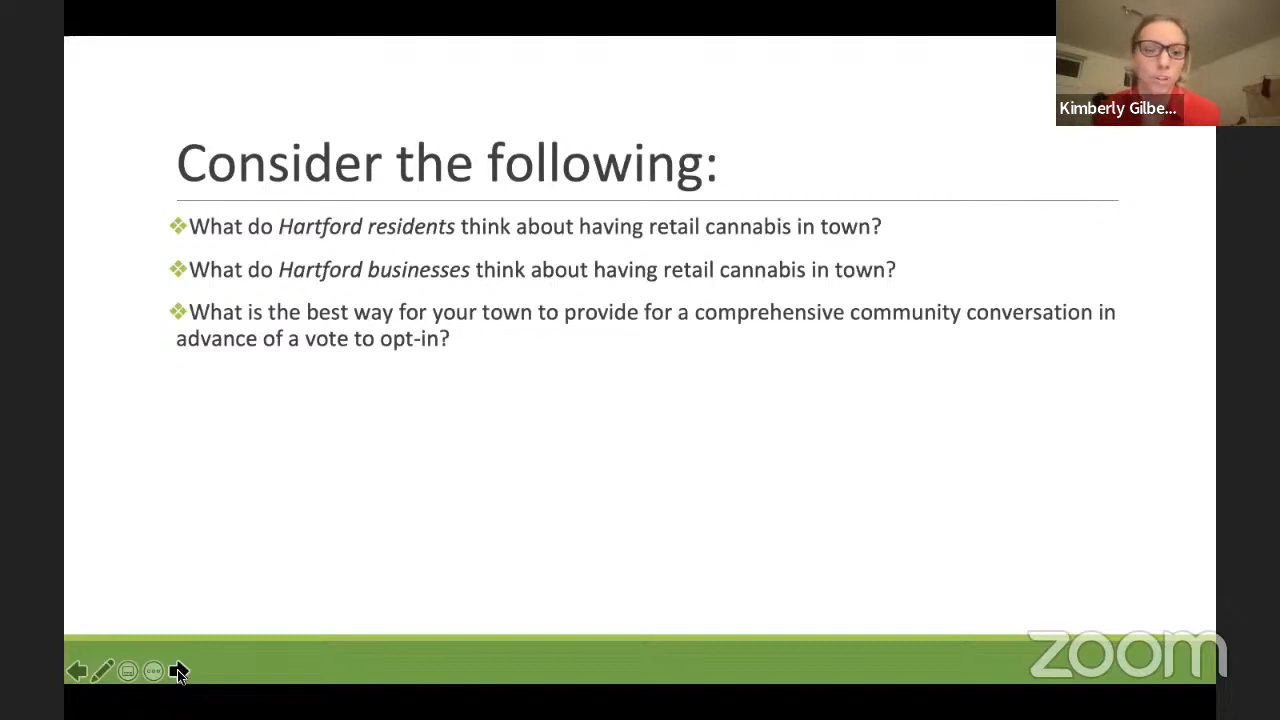 Kimberly Gilbe...
Consider the following:
What do Hartford residents think about having retail cannabis in town?
What do Hartford businesses think about having retail cannabis in town?
What is the best way for your town to provide for a comprehensive community conversation in
advance of a vote to opt-in?
zoom